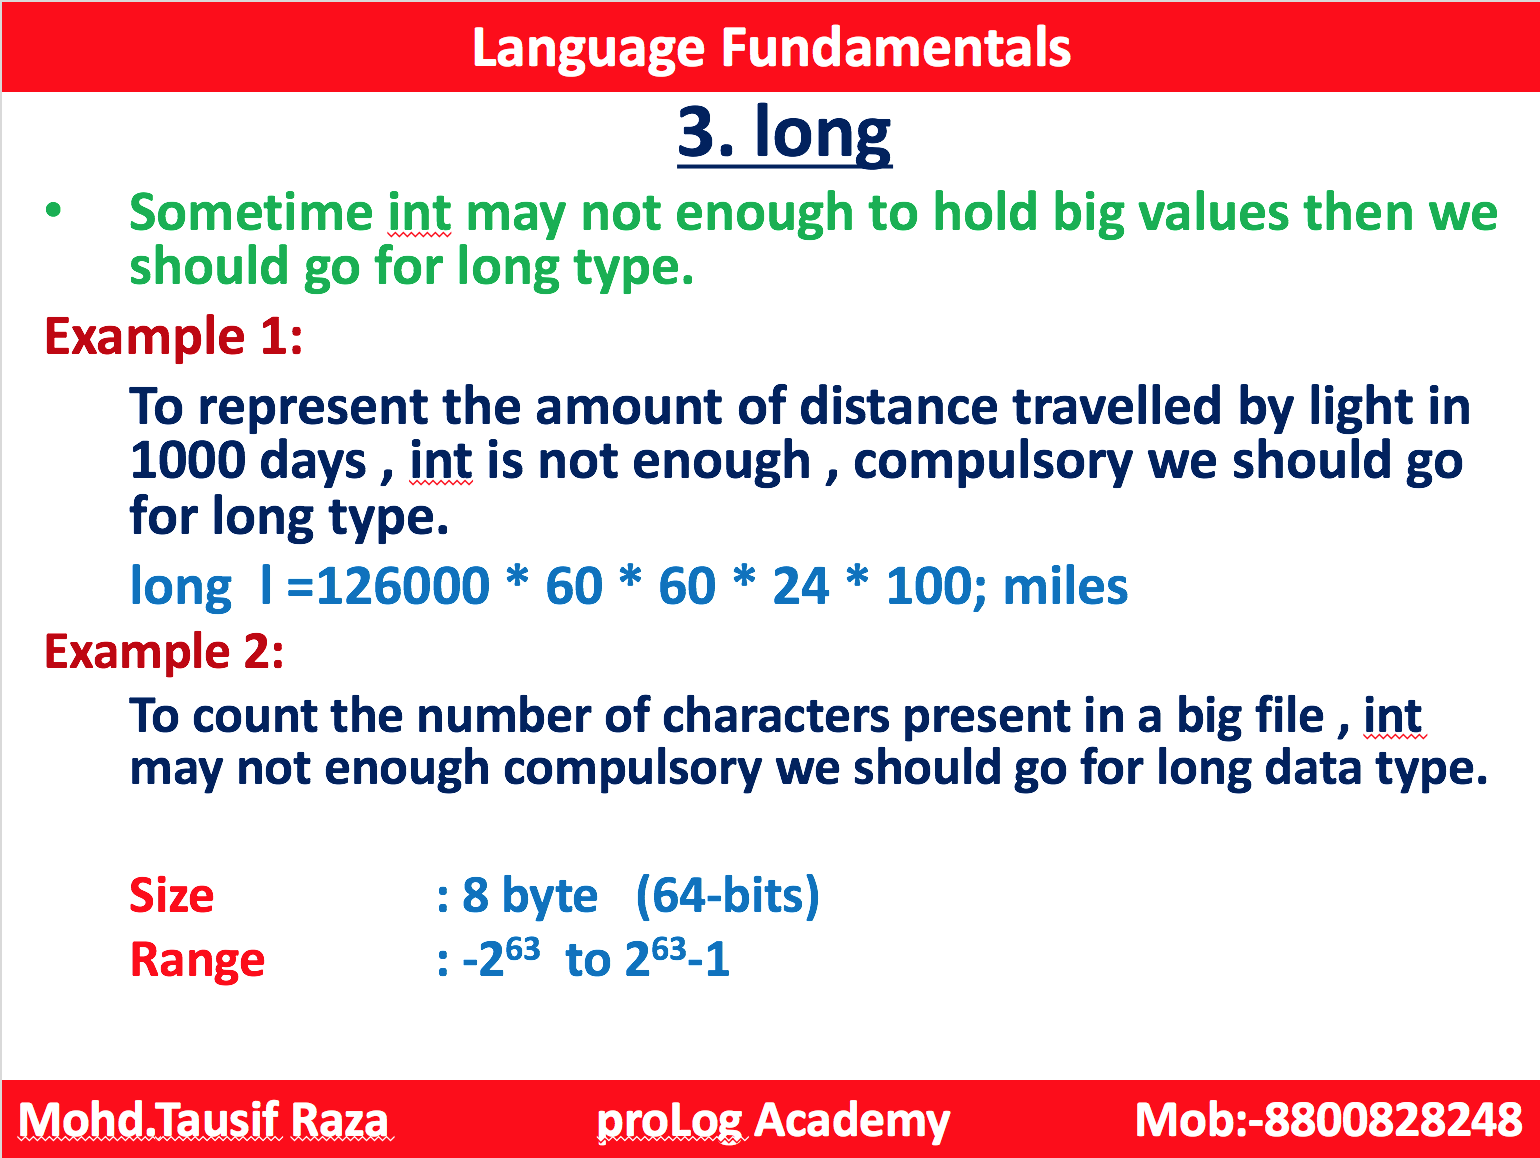 Language Fundamentals
3. long
• Sometime int may not enough to hold big values then we
should go for long type.
Example 1:
To represent the amount of distance travelled by light in
1000 days , int is not enough , compulsory we should go
for long type.
long l =126000 * 60 * 60 * 24 * 100; miles
Example 2:
To count the number of characters present in a big file , int
may not enough compulsory we should go for long data type.
Size : 8 byte (64-bits)
Range : -2⁶³ to 2⁶³-1
Mohd.Tausif Raza proLog Academy Mob:-8800828248